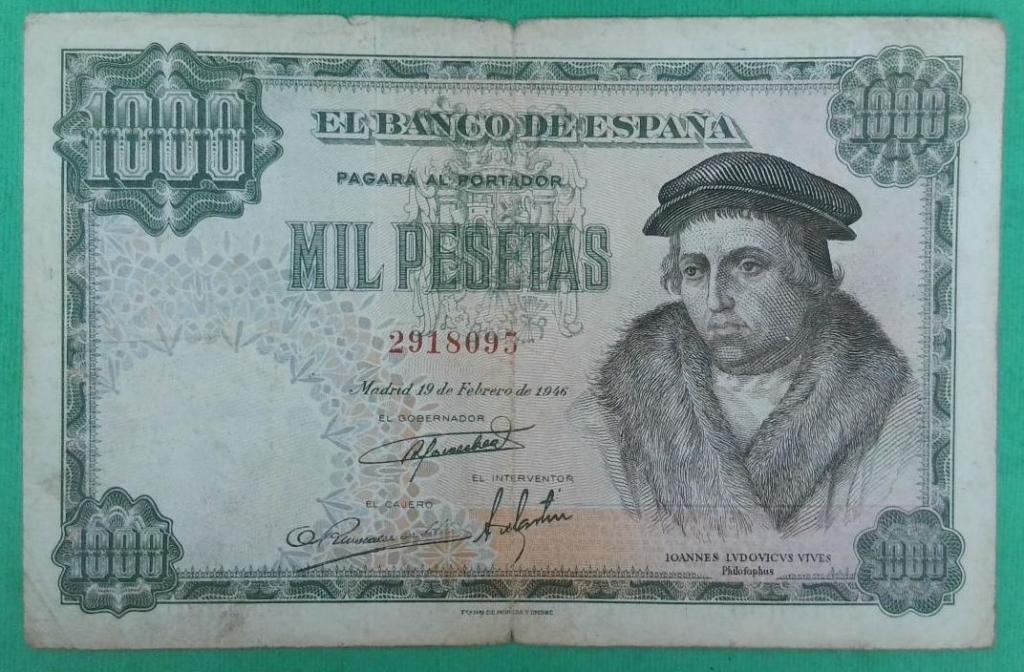 1000 1000
EL BANCO DE ESPAÑA
PAGARÁ AL PORTADOR
MIL PESETAS
2918095
Madrid 19 de Febrero de 1946
EL GOBERNADOR
EL INTERVENTOR
EL CAJERO
IOANNES LVDOVICVS VIVES
Philosophus
1000 1000